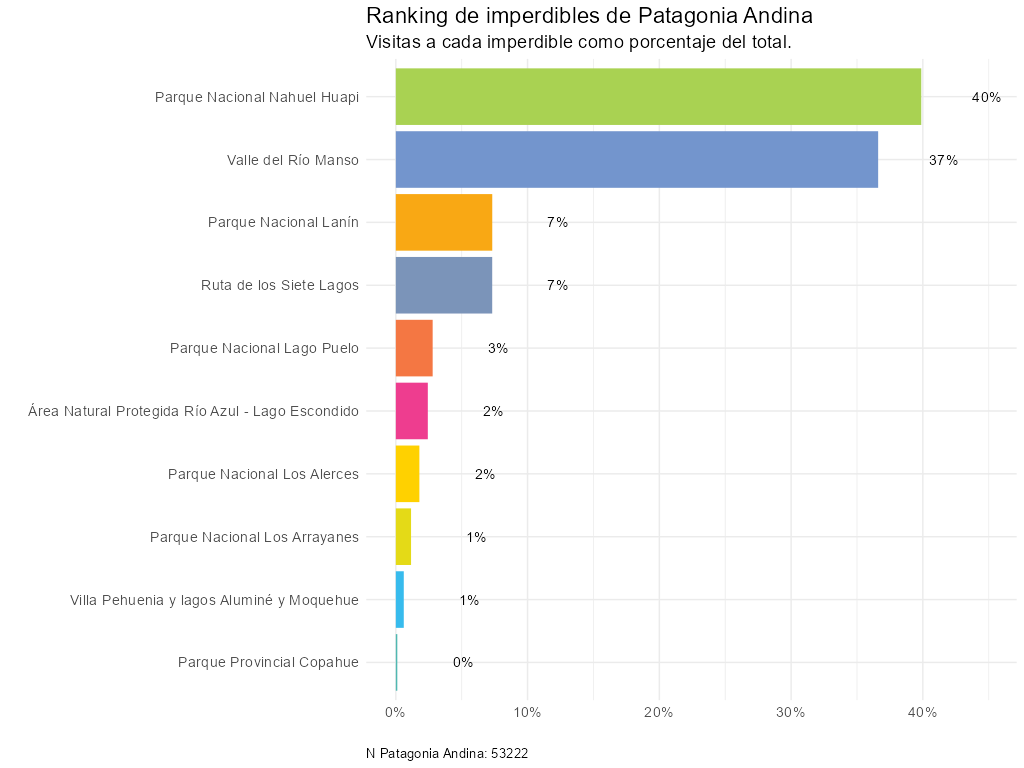 Ranking de imperdibles de Patagonia Andina
Visitas a cada imperdible como porcentaje del total.
Parque Nacional Nahuel Huapi 40%
Valle del Río Manso 37%
Parque Nacional Lanín 7%
Ruta de los Siete Lagos 7%
Parque Nacional Lago Puelo 3%
Área Natural Protegida Río Azul - Lago Escondido 2%
Parque Nacional Los Alerces 2%
Parque Nacional Los Arrayanes 1%
Villa Pehuenia y lagos Aluminé y Moquehue 1%
Parque Provincial Copahue 0%
0% 10% 20% 30% 40%
N Patagonia Andina: 53222